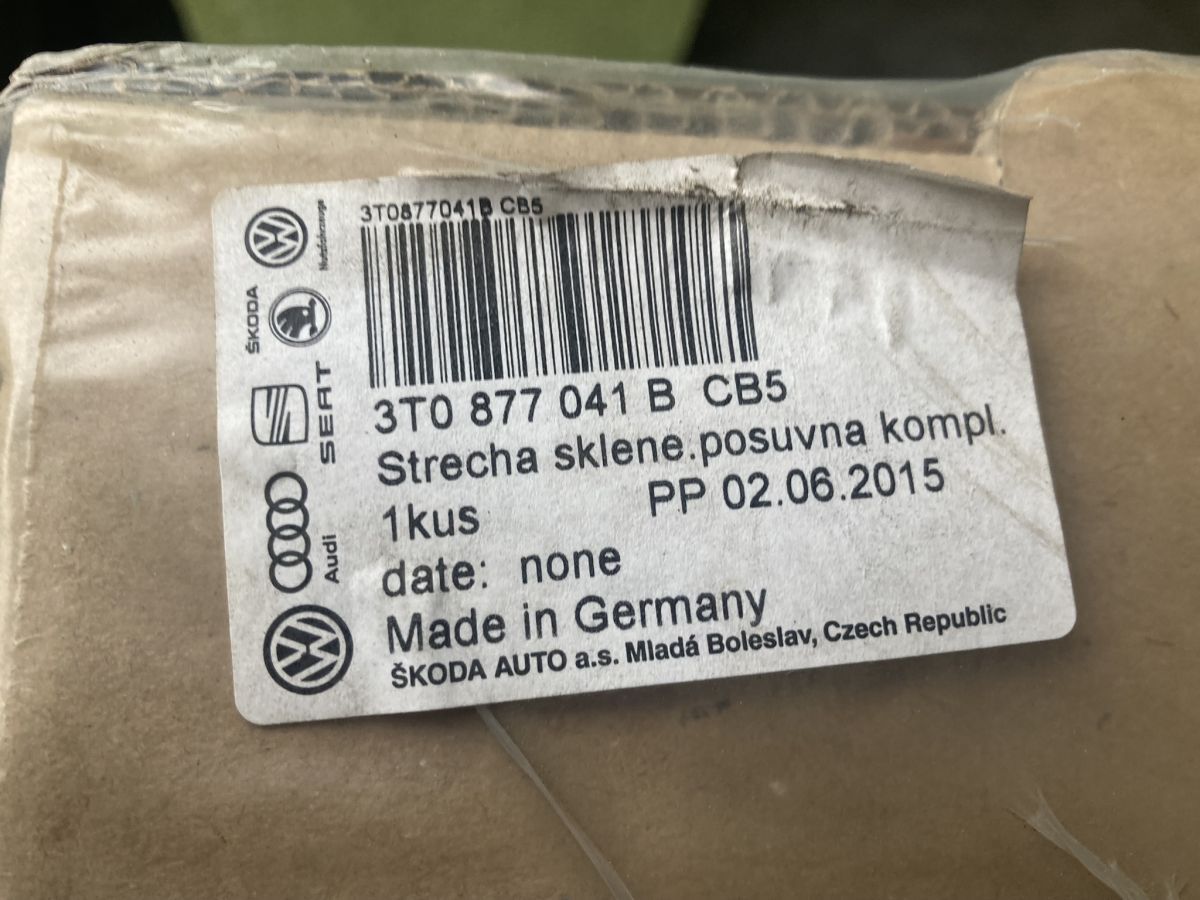 3T0877041B CB5
Nutzfahrzeuge
ŠKODA
SEAT
Audi
3T0 877 041 B CB5
Strecha sklene.posuvna kompl.
1kus PP 02.06.2015
date: none
Made in Germany
ŠKODA AUTO a.s. Mladá Boleslav, Czech Republic